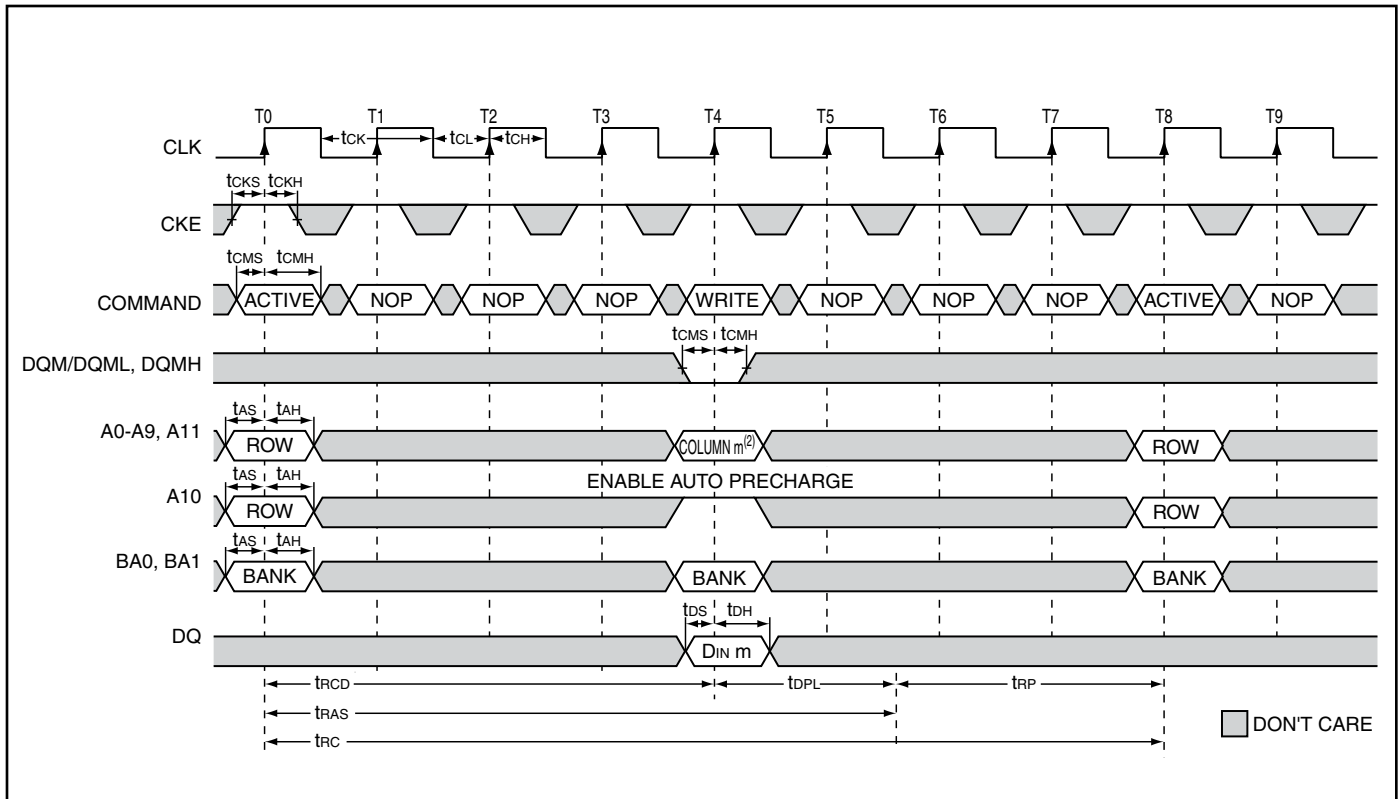 T0 T1 T2 T3 T4 T5 T6 T7 T8 T9
CLK tCK tCL tCH
tCKS tCKH
CKE
tCMS tCMH
COMMAND ACTIVE NOP NOP NOP WRITE NOP NOP NOP ACTIVE NOP
tCMS tCMH
DQM/DQML, DQMH
tAS tAH
A0-A9, A11 ROW COLUMN m(2) ROW
tAS tAH ENABLE AUTO PRECHARGE
A10 ROW ROW
tAS tAH
BA0, BA1 BANK BANK BANK
tDS tDH
DQ DIN m
tRCD tDPL tRP
tRAS
tRC
DON'T CARE